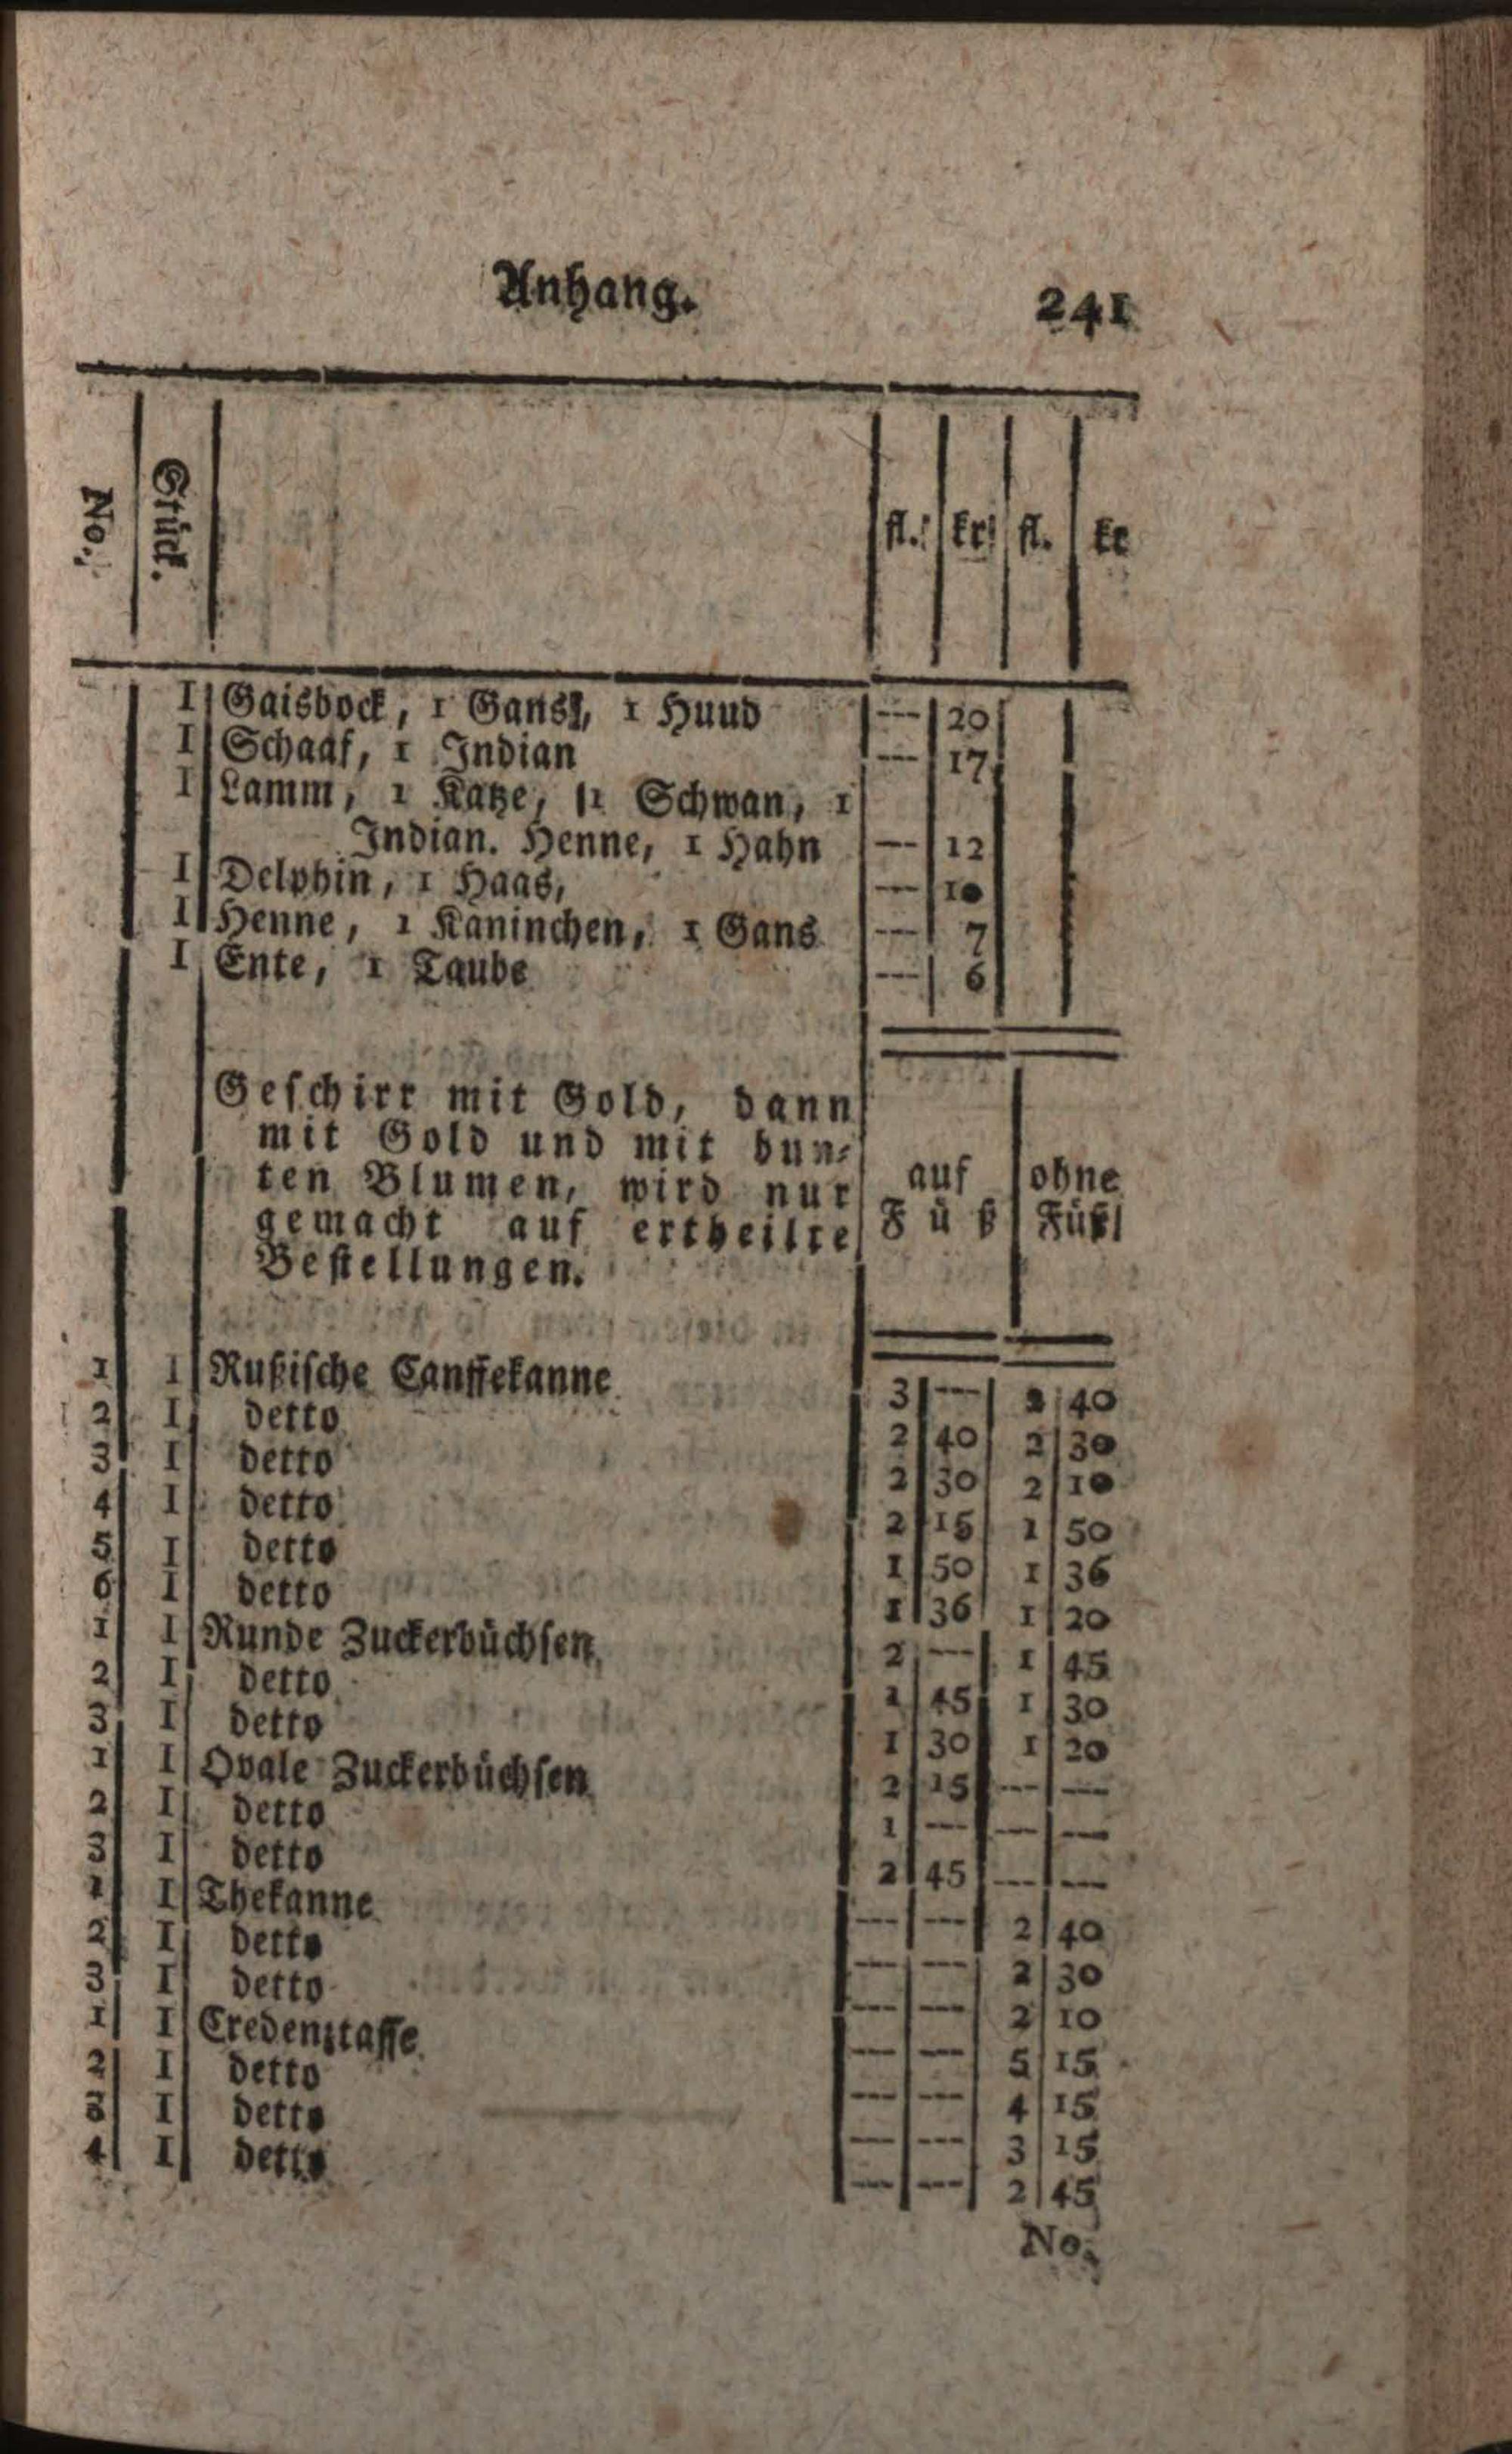 Anhang. 241
No. Stück. fl. kr fl. kr
1 Gaisbock, 1 Gansl, 1 Huud — 20
1 Schaaf, 1 Indian — 17
1 Lamm, 1 Katze, 1 Schwan, 1
Indian. Henne, 1 Hahn — 12
1 Delphin, 1 Haas, — 10
1 Henne, 1 Kaninchen, 1 Gans — 7
1 Ente, 1 Taube — 6
Geschirr mit Gold, dann
mit Gold und mit bun-
ten Blumen, wird nur auf ohne
gemacht auf ertheilte Füß Füß
Bestellungen.
1 1 Rußische Canffekanne 3 — 2 40
2 1 detto 2 40 2 30
3 1 detto 2 30 2 10
4 1 detto 2 15 1 50
5 1 detto 1 50 1 36
6 1 detto 1 36 1 20
1 1 Runde Zuckerbüchsen 2 — 1 45
2 1 detto 1 45 1 30
3 1 detto 1 30 1 20
1 1 Ovale Zuckerbüchsen 2 15 — —
2 1 detto 1 — — —
3 1 detto 2 45 — —
1 1 Thekanne — — 2 40
2 1 detto — — 2 30
3 1 detto — — 2 10
1 1 Credenztasse — — 5 15
2 1 detto — — 4 15
3 1 detto — — 3 15
4 1 detto — — 2 45
No.